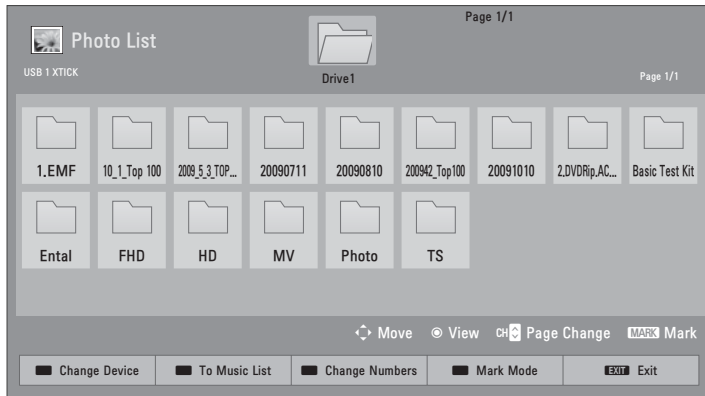 Page 1/1
Photo List
USB 1 XTICK
Drive1
Page 1/1
1.EMF
10_1_Top 100
2009_5_3_TOP...
20090711
20090810
200942_Top100
20091010
2.DVDRip.AC...
Basic Test Kit
Ental
FHD
HD
MV
Photo
TS
Move
View
CH Page Change
MARK Mark
Change Device
To Music List
Change Numbers
Mark Mode
EXIT Exit